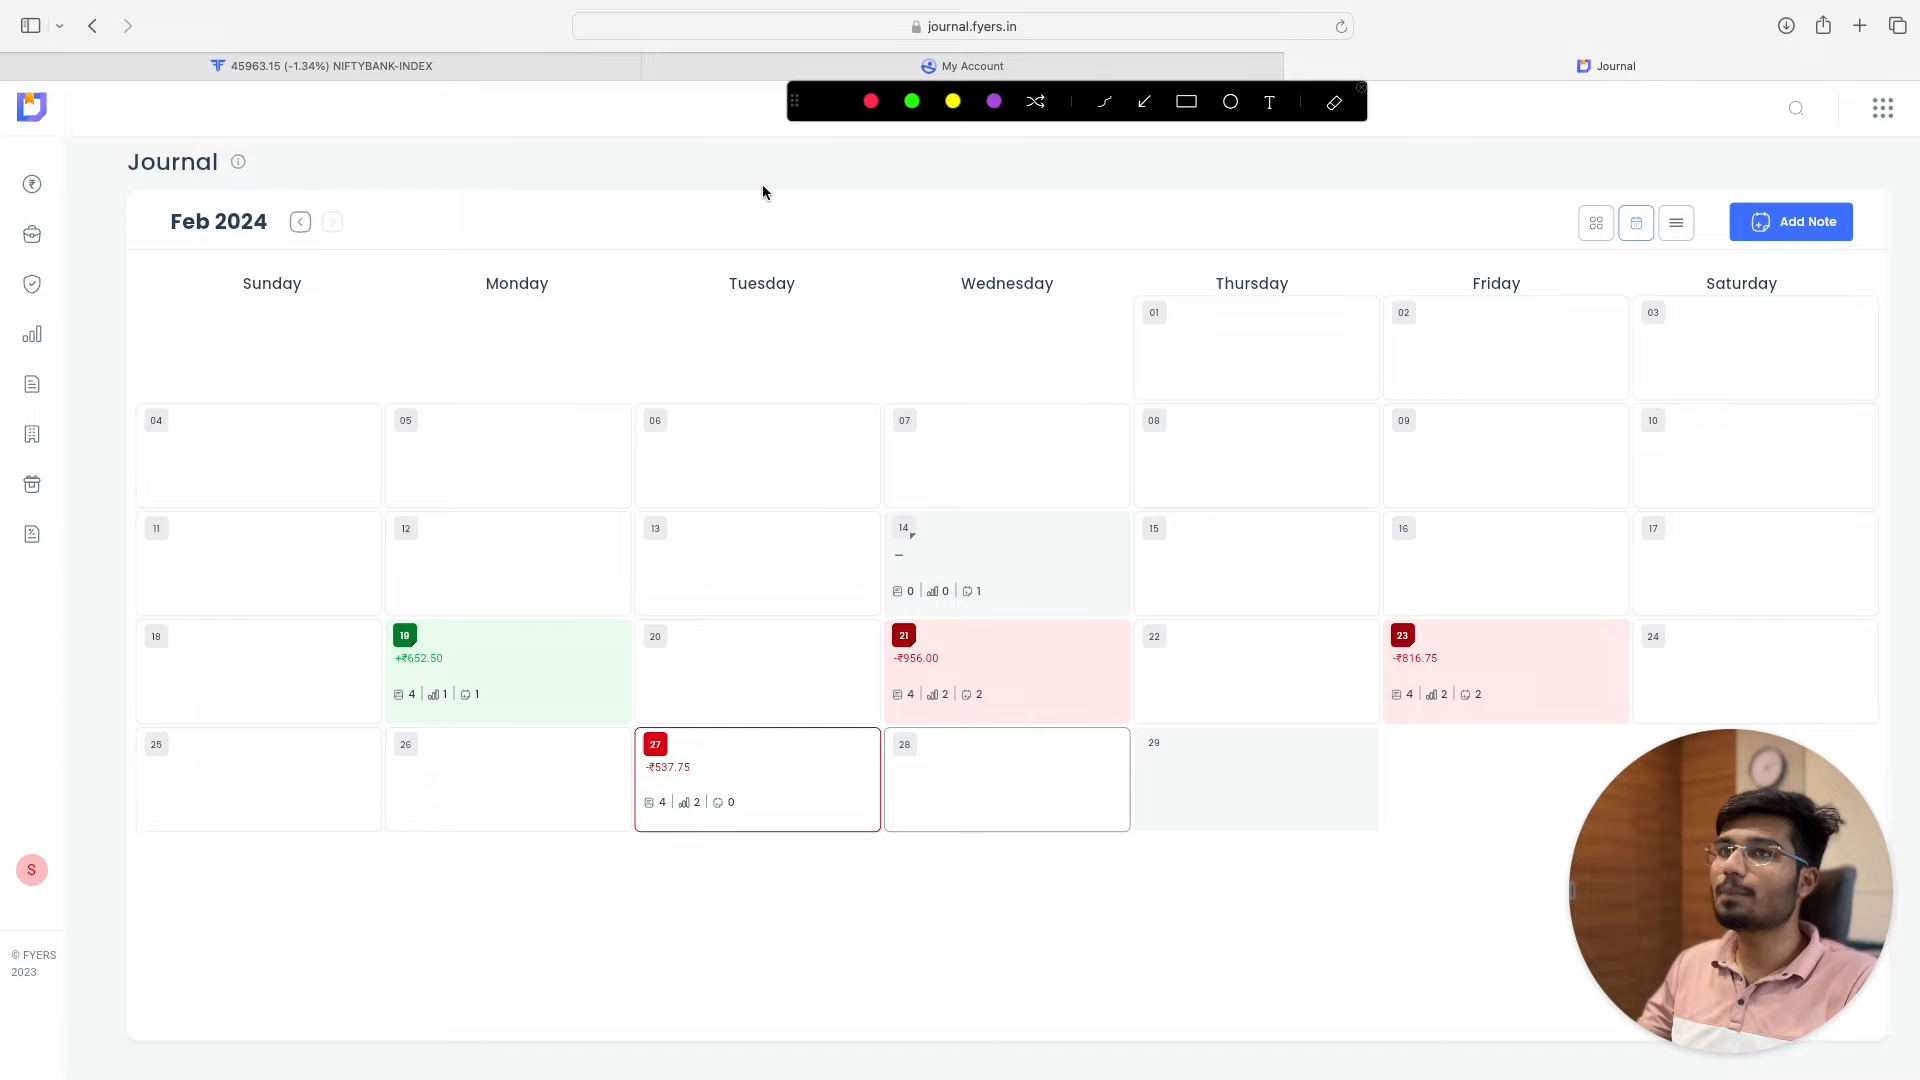 journal.fyers.in
45963.15 (-1.34%) NIFTYBANK-INDEX
My Account
Journal
T
Journal
Feb 2024
Add Note
Sunday Monday Tuesday Wednesday Thursday Friday Saturday
01 02 03
04 05 06 07 08 09 10
11 12 13 14 15 16 17
–
0 0 1
18 19 20 21 22 23 24
+₹652.50 -₹956.00 -₹816.75
4 1 1 4 2 2 4 2 2
25 26 27 28 29
-₹537.75
4 2 0
S
© FYERS
2023